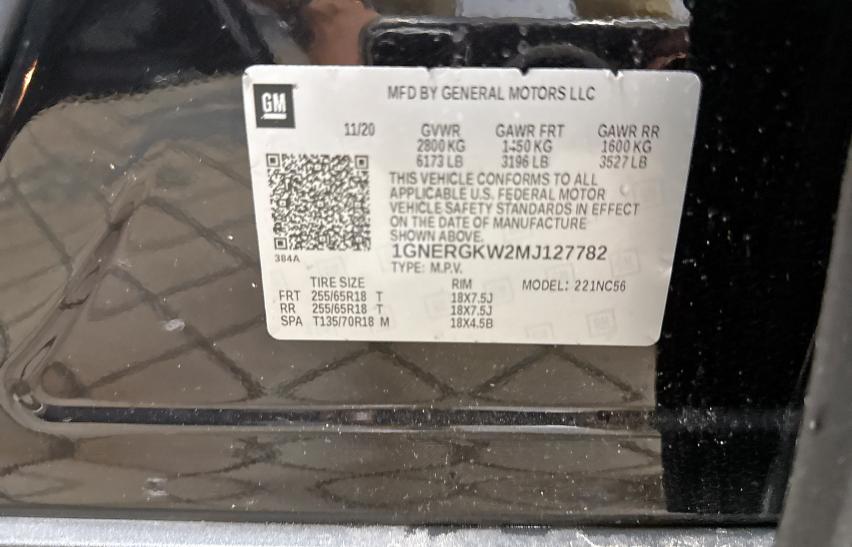 GM
MFD BY GENERAL MOTORS LLC
11/20 GVWR GAWR FRT GAWR RR
2800 KG 1450 KG 1600 KG
6173 LB 3196 LB 3527 LB
THIS VEHICLE CONFORMS TO ALL
APPLICABLE U.S. FEDERAL MOTOR
VEHICLE SAFETY STANDARDS IN EFFECT
ON THE DATE OF MANUFACTURE
SHOWN ABOVE.
384A
1GNERGKW2MJ127782
TYPE: M.P.V.
TIRE SIZE RIM MODEL: 221NC56
FRT 255/65R18 T 18X7.5J
RR 255/65R18 T 18X7.5J
SPA T135/70R18 M 18X4.5B